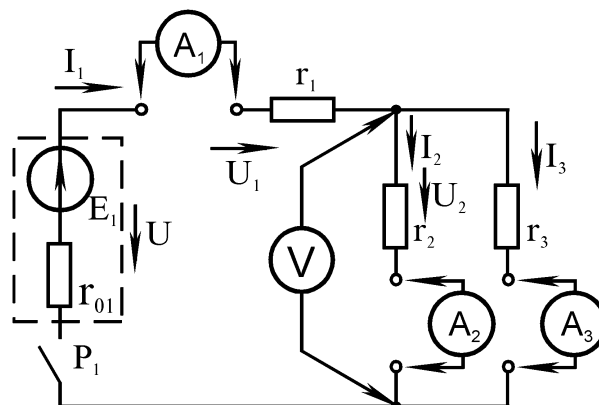 A₁
I₁
r₁
U₁
I₂
I₃
E₁
U
U₂
r₂
r₃
V
r₀₁
A₂
A₃
P₁